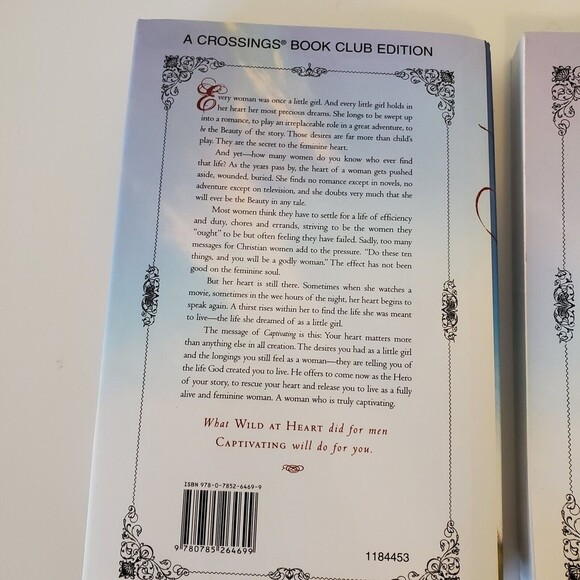 A CROSSINGS® BOOK CLUB EDITION
Every woman was once a little girl. And every little girl holds in
her heart her most precious dreams. She longs to be swept up
into a romance, to play an irreplaceable role in a great adventure, to
be the Beauty of the story. Those desires are far more than child's
play. They are the secret to the feminine heart.
And yet—how many women do you know who ever find
that life? As the years pass by, the heart of a woman gets pushed
aside, wounded, buried. She finds no romance except in novels, no
adventure except on television, and she doubts very much that she
will ever be the Beauty in any tale.
Most women think they have to settle for a life of efficiency
and duty, chores and errands, striving to be the women they
"ought" to be but often feeling they have failed. Sadly, too many
messages for Christian women add to the pressure. "Do these ten
things, and you will be a godly woman." The effect has not been
good on the feminine soul.
But her heart is still there. Sometimes when she watches a
movie, sometimes in the wee hours of the night, her heart begins to
speak again. A thirst rises within her to find the life she was meant
to live—the life she dreamed of as a little girl.
The message of Captivating is this: Your heart matters more
than anything else in all creation. The desires you had as a little girl
and the longings you still feel as a woman—they are telling you of
the life God created you to live. He offers to come now as the Hero
of your story, to rescue your heart and release you to live as a fully
alive and feminine woman. A woman who is truly captivating.
What WILD AT HEART did for men
CAPTIVATING will do for you.
ISBN 978-0-7852-6469-9
9 780785 264699
1184453